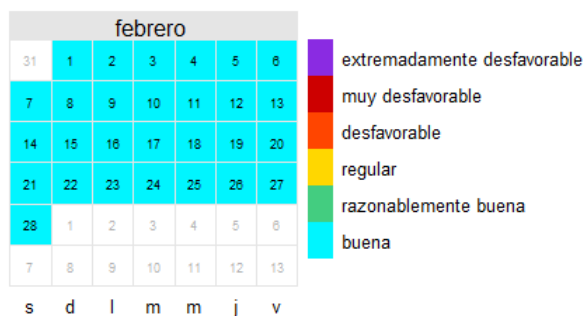 febrero
31 1 2 3 4 5 6
7 8 9 10 11 12 13
14 15 16 17 18 19 20
21 22 23 24 25 26 27
28 1 2 3 4 5 6
7 8 9 10 11 12 13
s d l m m j v
extremadamente desfavorable
muy desfavorable
desfavorable
regular
razonablemente buena
buena